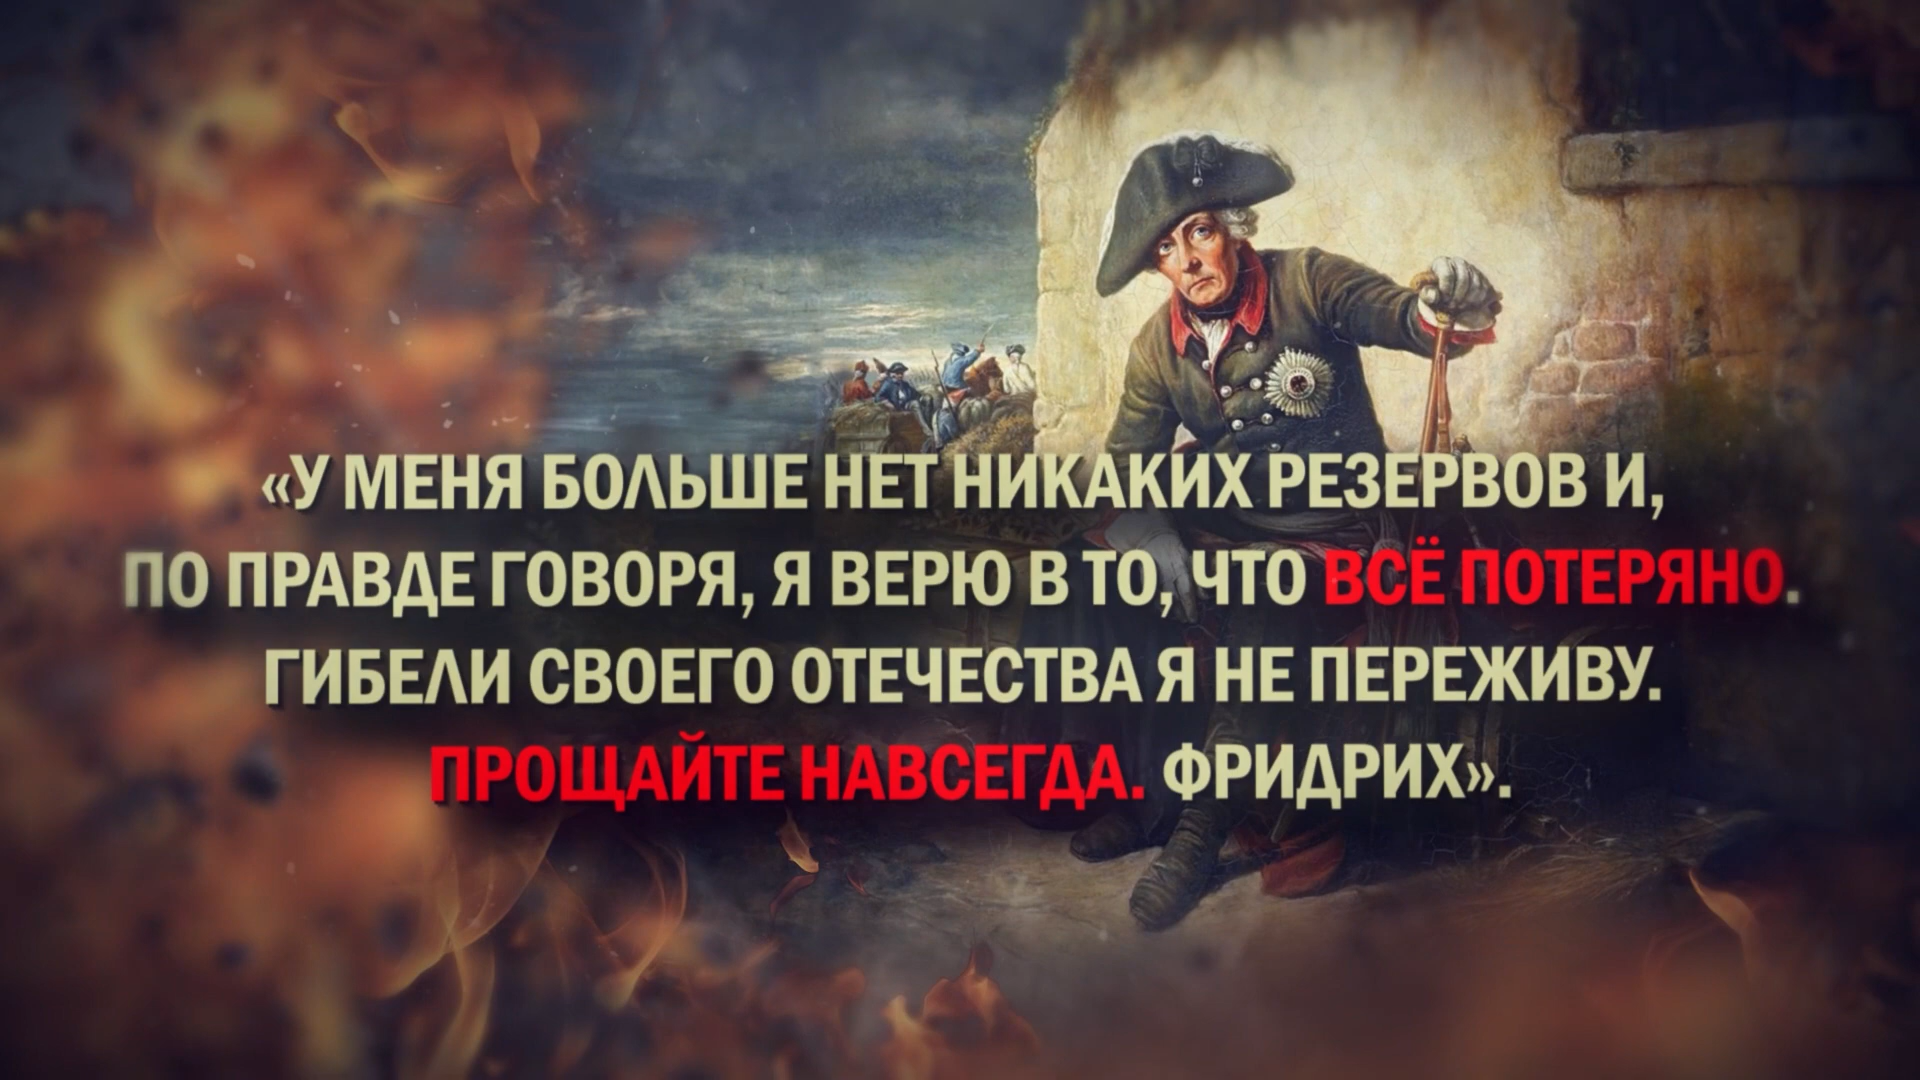 «У МЕНЯ БОЛЬШЕ НЕТ НИКАКИХ РЕЗЕРВОВ И,
ПО ПРАВДЕ ГОВОРЯ, Я ВЕРЮ В ТО, ЧТО ВСЁ ПОТЕРЯНО.
ГИБЕЛИ СВОЕГО ОТЕЧЕСТВА Я НЕ ПЕРЕЖИВУ.
ПРОЩАЙТЕ НАВСЕГДА. ФРИДРИХ».